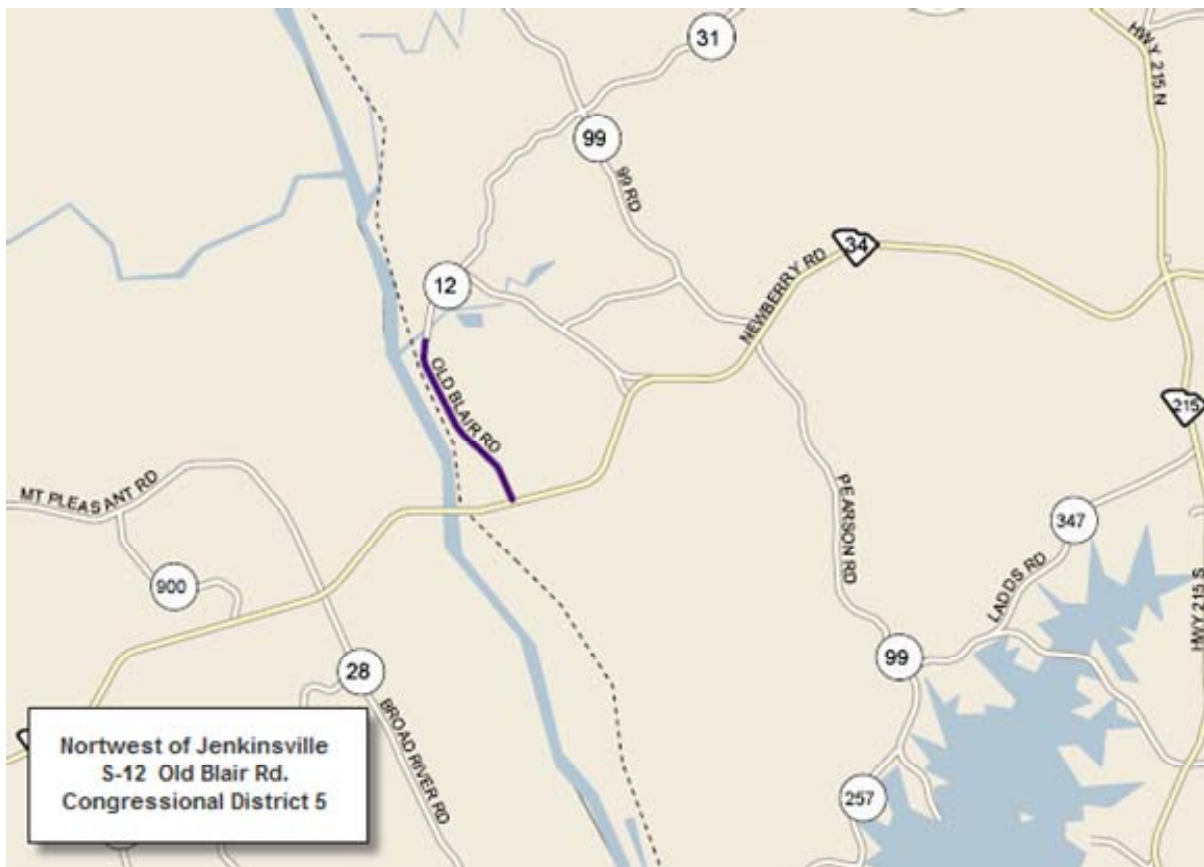 31
HWY 215 N
99
99 RD
34
NEWBERRY RD
12
OLD BLAIR RD
215
MT PLEASANT RD
PEARSON RD
347
900
LADDS RD
HWY 215 S
99
28
BROAD RIVER RD
257
Nortwest of Jenkinsville
S-12 Old Blair Rd.
Congressional District 5